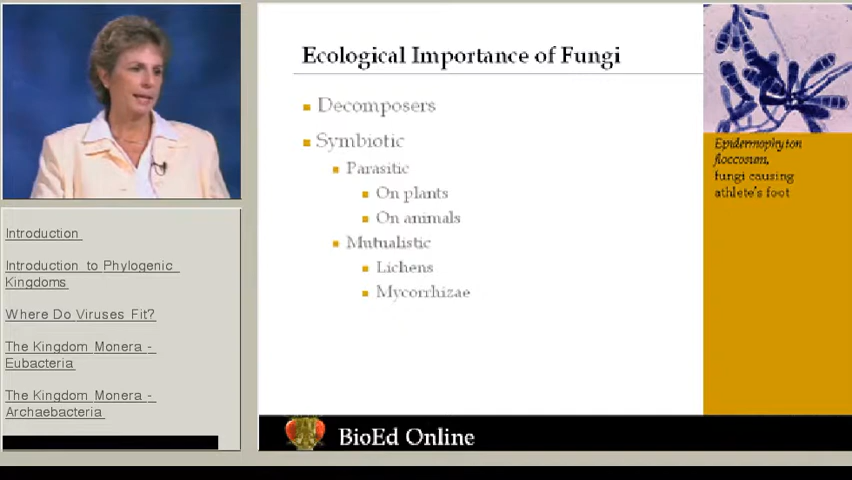 Ecological Importance of Fungi
Decomposers
Symbiotic
Parasitic
On plants
On animals
Mutualistic
Lichens
Mycorrhizae
Epidermophyton
floccosum,
fungi causing
athlete's foot
Introduction
Introduction to Phylogenic
Kingdoms
Where Do Viruses Fit?
The Kingdom Monera -
Eubacteria
The Kingdom Monera -
Archaebacteria
BioEd Online